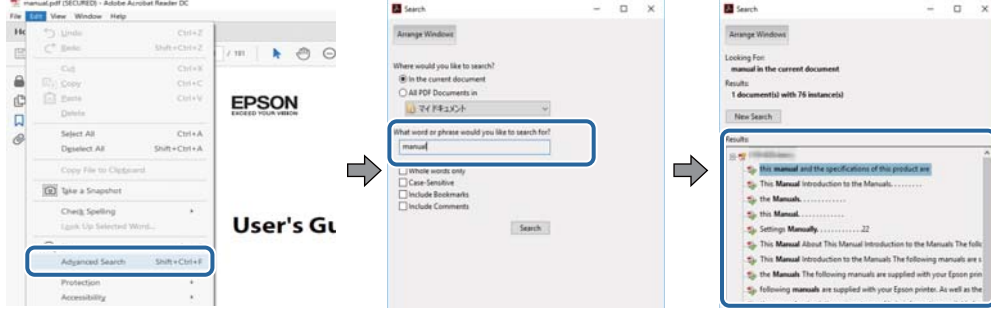 manual.pdf (SECURED) - Adobe Acrobat Reader DC
File Edit View Window Help
Undo Ctrl+Z
Redo Shift+Ctrl+Z
Cut Ctrl+X
Copy Ctrl+C
Paste Ctrl+V
Delete
Select All Ctrl+A
Deselect All Shift+Ctrl+A
Copy File to Clipboard
Take a Snapshot
Check Spelling
Look Up Selected Word...
Advanced Search Shift+Ctrl+F
Protection
Accessibility
/ 181
EPSON
EXCEED YOUR VISION
User's Gu
Search
Arrange Windows
Where would you like to search?
In the current document
All PDF Documents in
マイ ドキュメント
What word or phrase would you like to search for?
manual
Whole words only
Case-Sensitive
Include Bookmarks
Include Comments
Search
Search
Arrange Windows
Looking For:
manual in the current document
Results:
1 document(s) with 76 instance(s)
New Search
Results:
this manual and the specifications of this product are
This Manual Introduction to the Manuals. . . . . . . . .
the Manuals. . . . . . . . . . . . .
this Manual. . . . . . . . . . . . .
Settings Manually. . . . . . . . . . . . .22
This Manual About This Manual Introduction to the Manuals The follo
This Manual Introduction to the Manuals The following manuals are s
the Manuals The following manuals are supplied with your Epson prin
following manuals are supplied with your Epson printer. As well as the